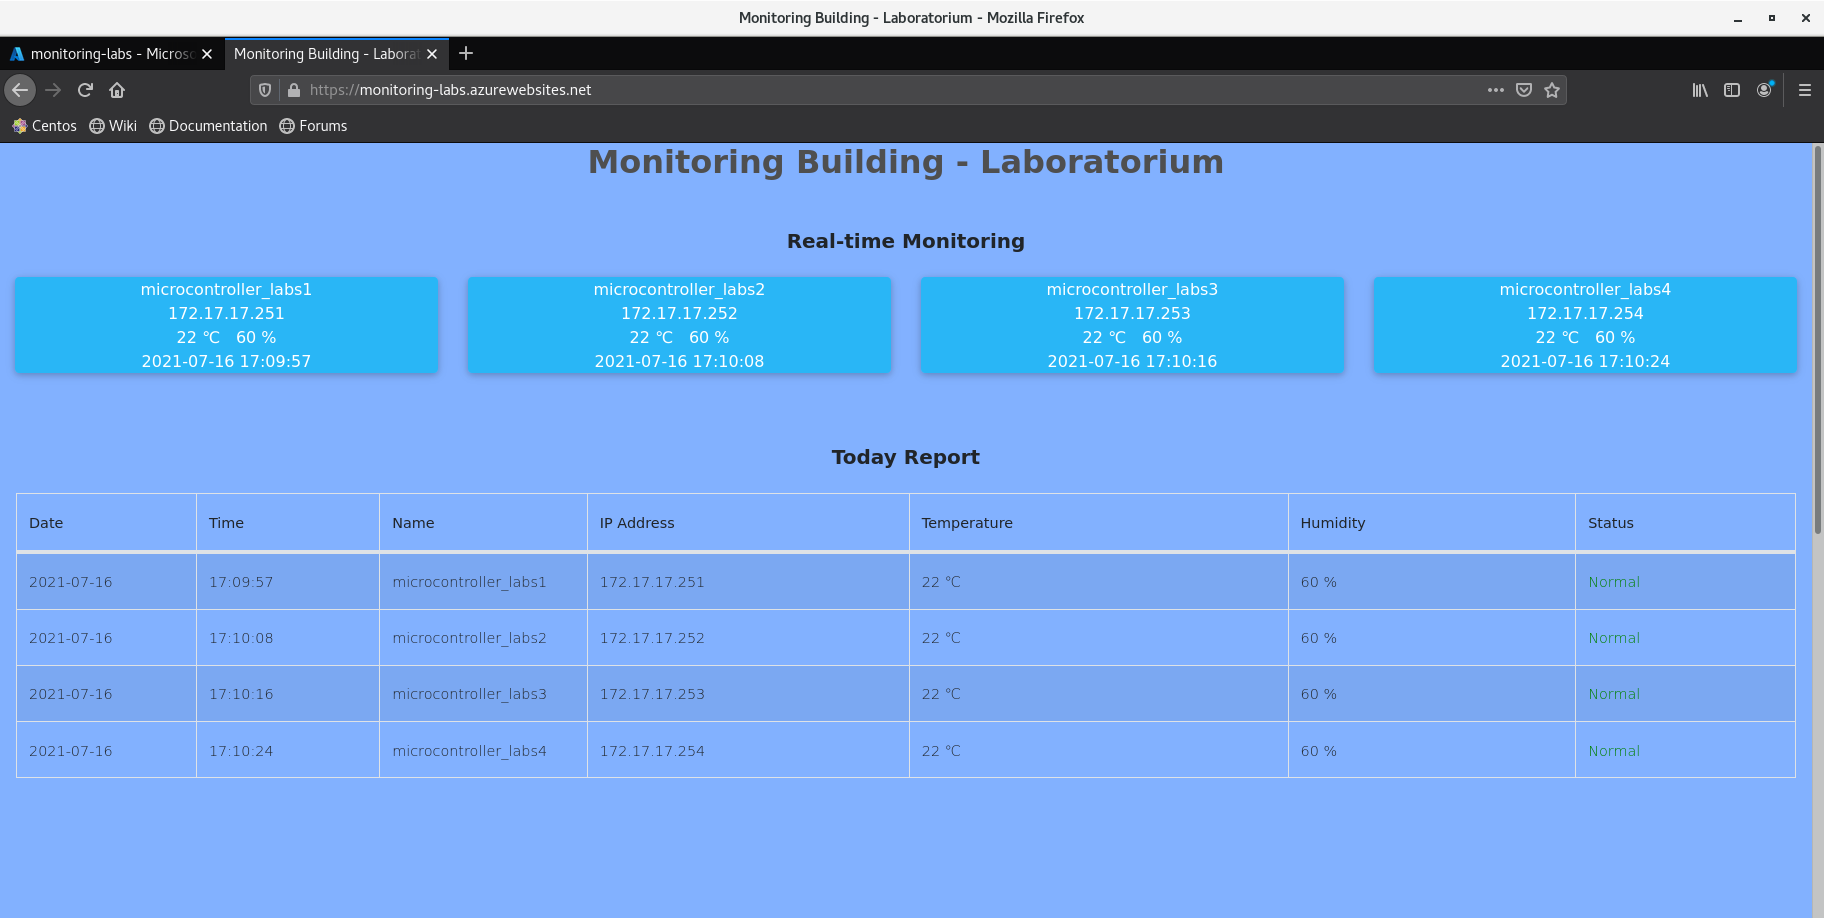 Monitoring Building - Laboratorium - Mozilla Firefox
monitoring-labs - Micros
Monitoring Building - Labora
https://monitoring-labs.azurewebsites.net
Centos Wiki Documentation Forums
Monitoring Building - Laboratorium
Real-time Monitoring
microcontroller_labs1
172.17.17.251
22 °C 60 %
2021-07-16 17:09:57
microcontroller_labs2
172.17.17.252
22 °C 60 %
2021-07-16 17:10:08
microcontroller_labs3
172.17.17.253
22 °C 60 %
2021-07-16 17:10:16
microcontroller_labs4
172.17.17.254
22 °C 60 %
2021-07-16 17:10:24
Today Report
Date Time Name IP Address Temperature Humidity Status
2021-07-16 17:09:57 microcontroller_labs1 172.17.17.251 22 °C 60 % Normal
2021-07-16 17:10:08 microcontroller_labs2 172.17.17.252 22 °C 60 % Normal
2021-07-16 17:10:16 microcontroller_labs3 172.17.17.253 22 °C 60 % Normal
2021-07-16 17:10:24 microcontroller_labs4 172.17.17.254 22 °C 60 % Normal